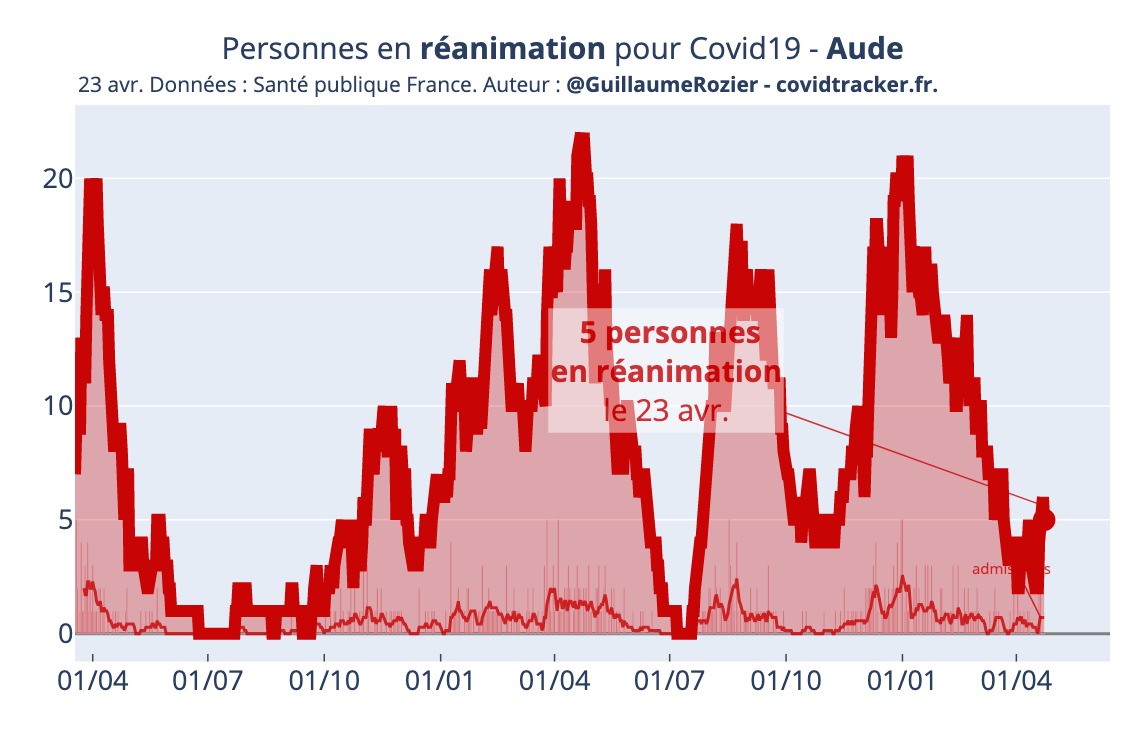 Personnes en réanimation pour Covid19 - Aude
23 avr. Données : Santé publique France. Auteur : @GuillaumeRozier - covidtracker.fr.
20
15
10
5
0
5 personnes
en réanimation
le 23 avr.
01/04
01/07
01/10
01/01
01/04
01/07
01/10
01/01
01/04